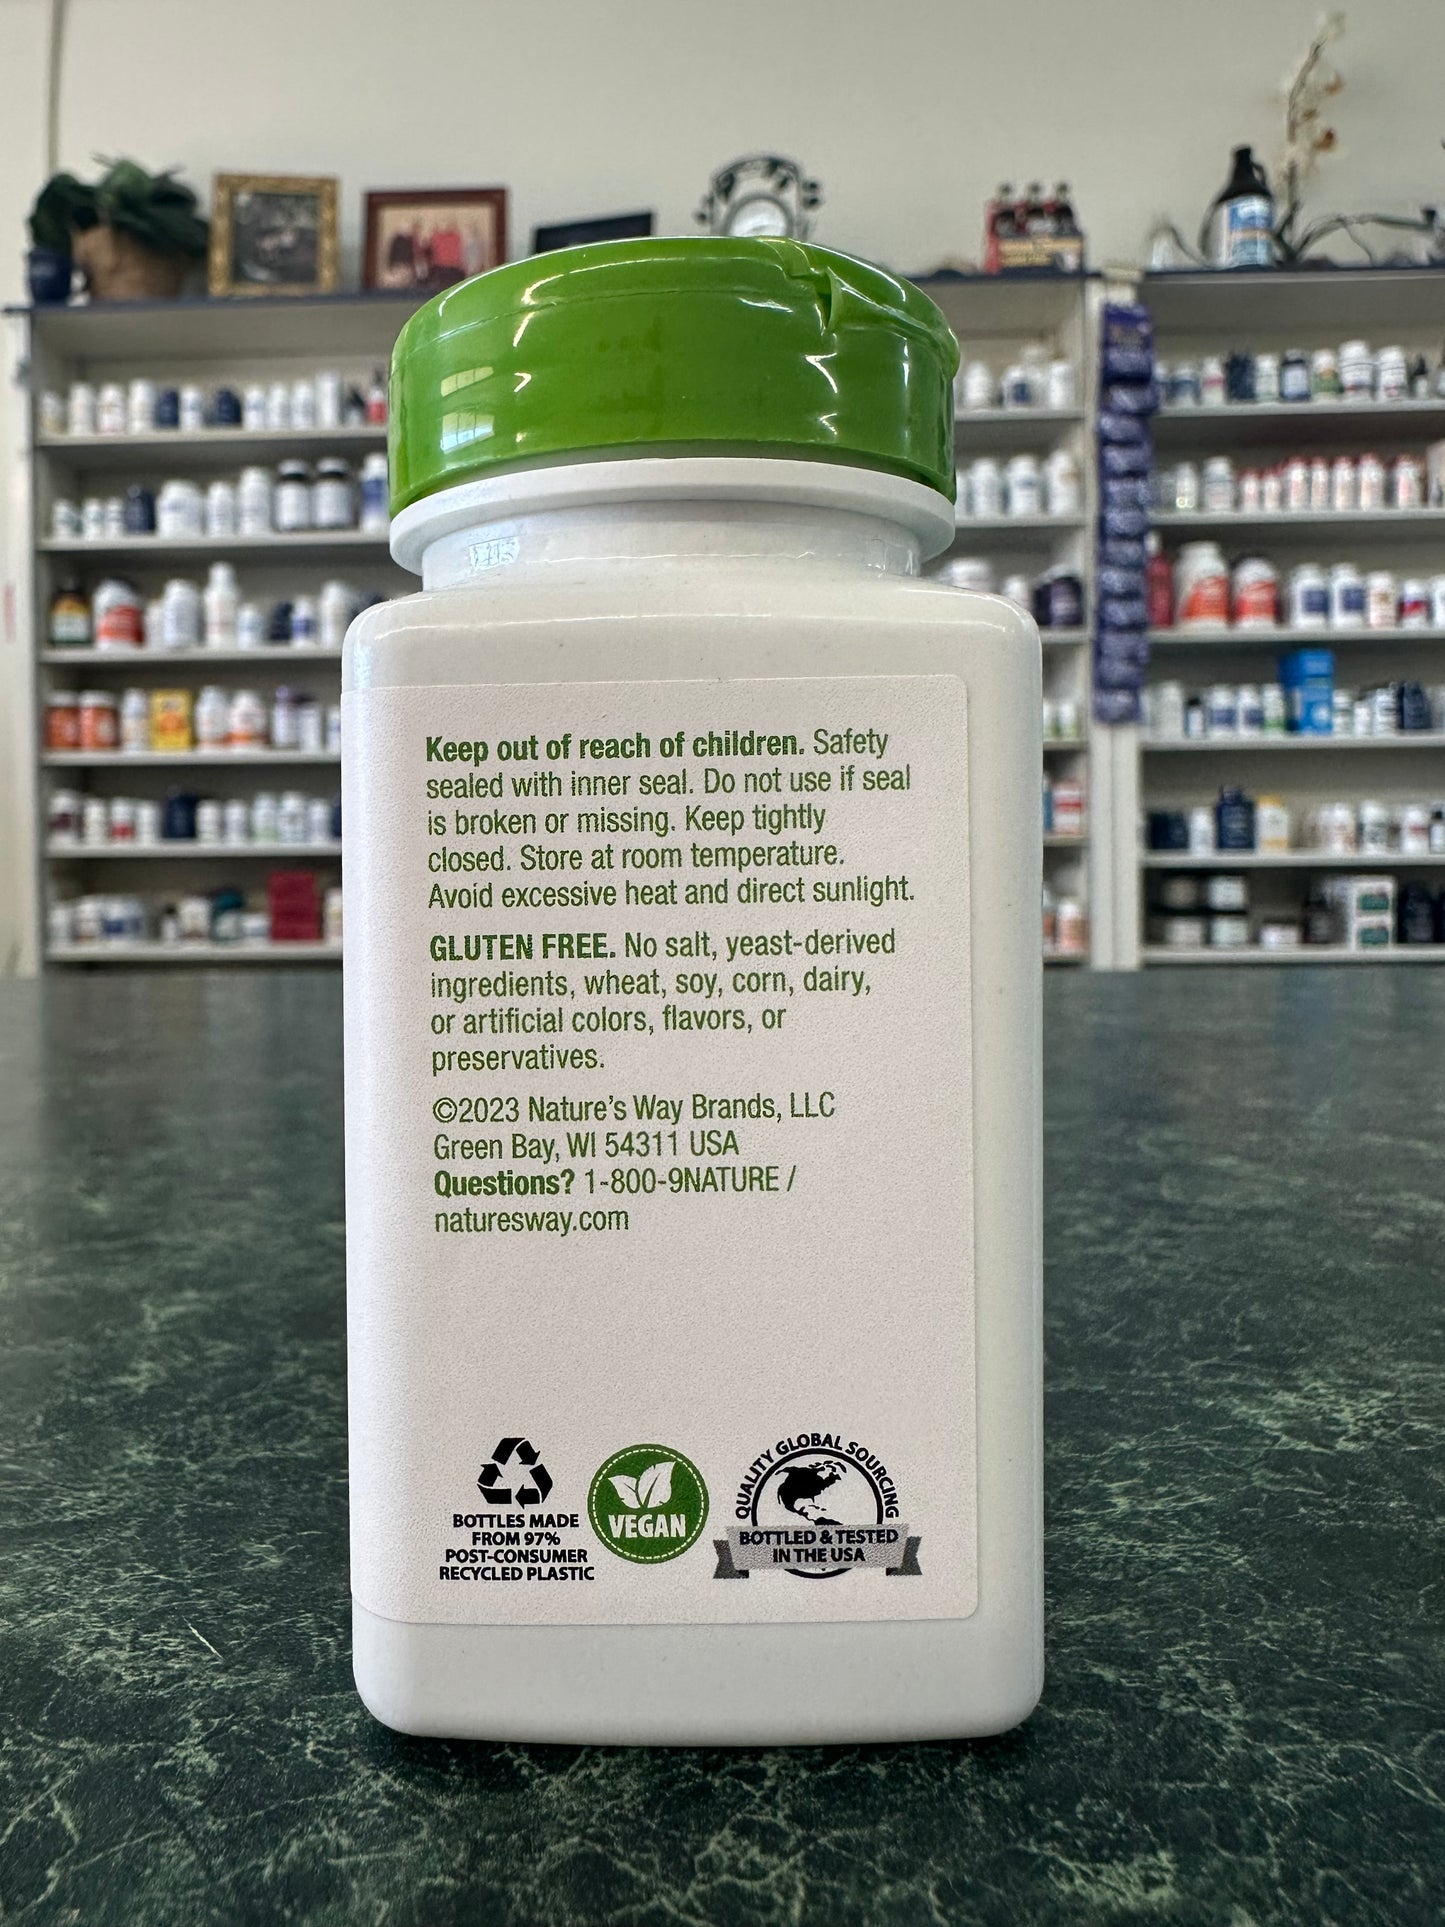 Keep out of reach of children. Safety
sealed with inner seal. Do not use if seal
is broken or missing. Keep tightly
closed. Store at room temperature.
Avoid excessive heat and direct sunlight.
GLUTEN FREE. No salt, yeast-derived
ingredients, wheat, soy, corn, dairy,
or artificial colors, flavors, or
preservatives.
©2023 Nature's Way Brands, LLC
Green Bay, WI 54311 USA
Questions? 1-800-9NATURE /
naturesway.com
BOTTLES MADE
FROM 97%
POST-CONSUMER
RECYCLED PLASTIC
VEGAN
QUALITY GLOBAL SOURCING
BOTTLED & TESTED
IN THE USA